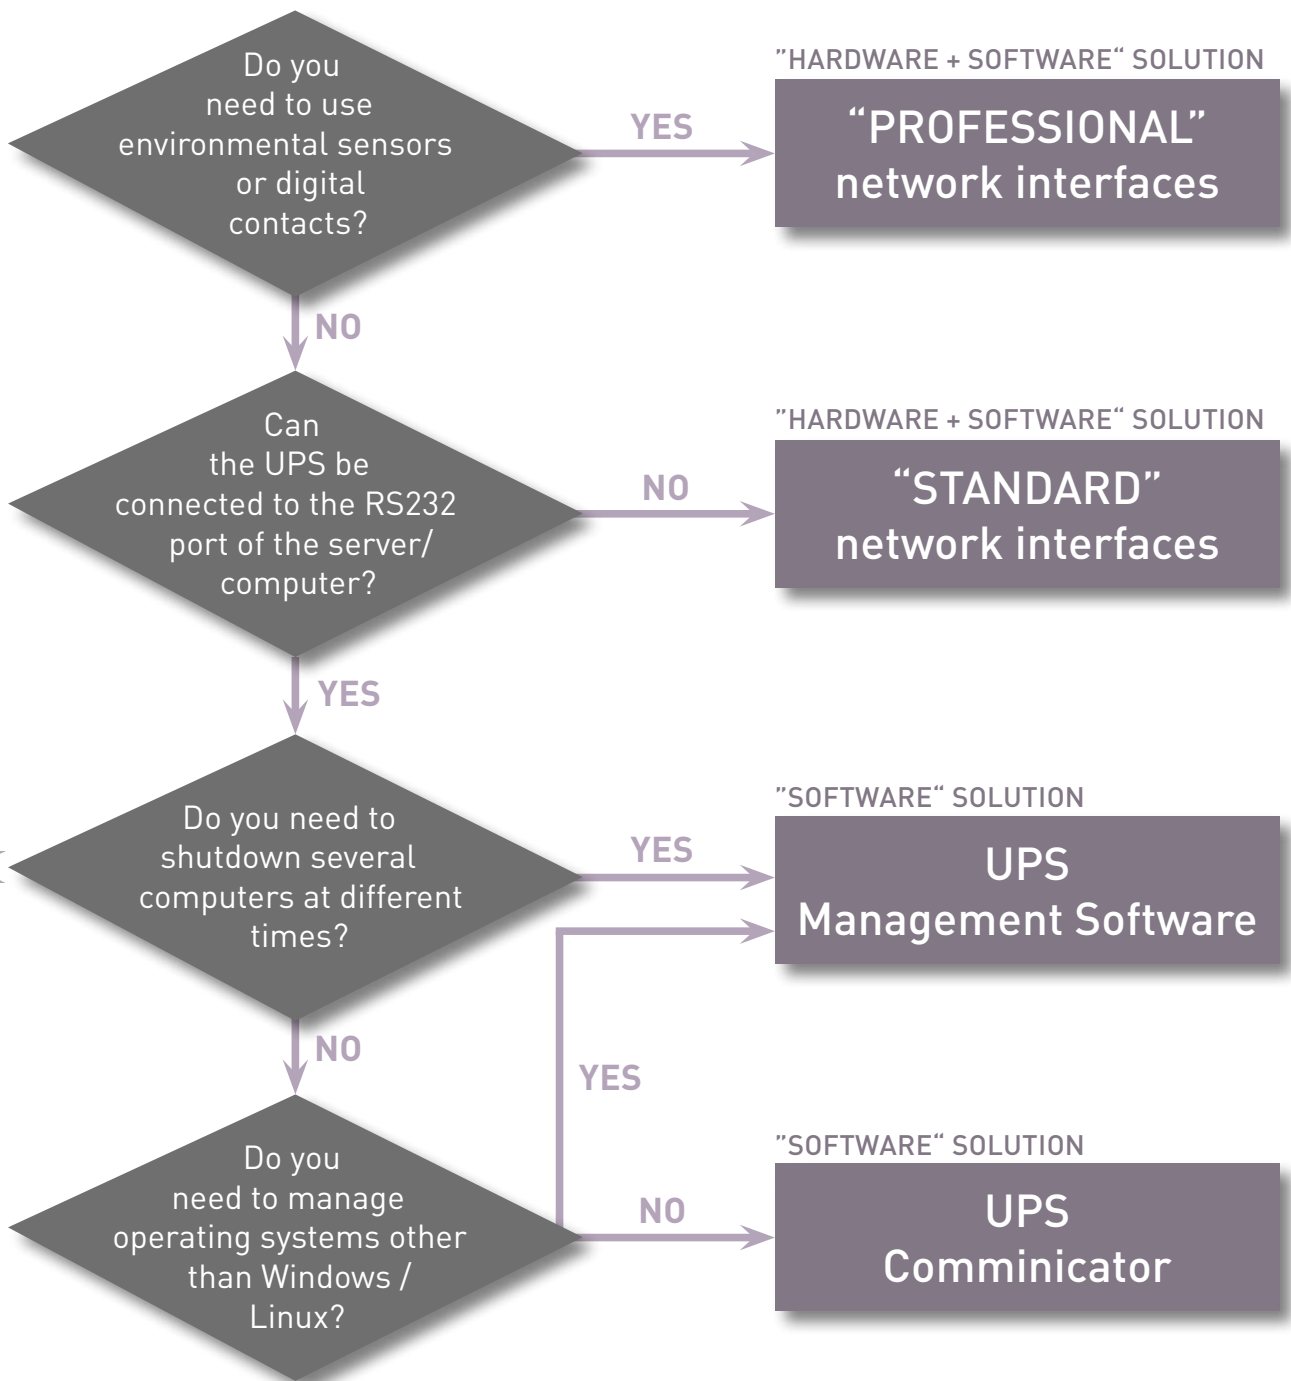 Do you
need to use
environmental sensors
or digital
contacts?
YES
”HARDWARE + SOFTWARE“ SOLUTION
“PROFESSIONAL”
network interfaces
NO
Can
the UPS be
connected to the RS232
port of the server/
computer?
NO
”HARDWARE + SOFTWARE“ SOLUTION
“STANDARD”
network interfaces
YES
Do you need to
shutdown several
computers at different
times?
YES
”SOFTWARE“ SOLUTION
UPS
Management Software
NO
YES
Do you
need to manage
operating systems other
than Windows /
Linux?
NO
”SOFTWARE“ SOLUTION
UPS
Comminicator